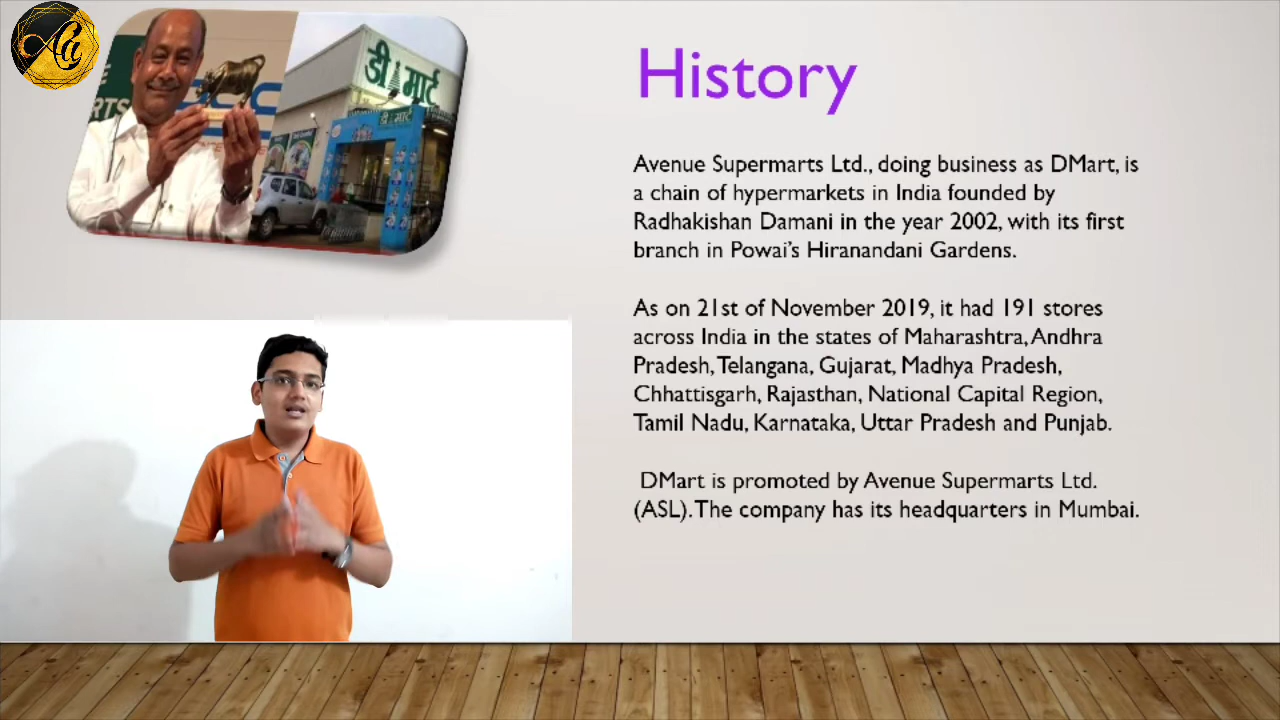 History
Avenue Supermarts Ltd., doing business as DMart, is
a chain of hypermarkets in India founded by
Radhakishan Damani in the year 2002, with its first
branch in Powai’s Hiranandani Gardens.
As on 21st of November 2019, it had 191 stores
across India in the states of Maharashtra, Andhra
Pradesh, Telangana, Gujarat, Madhya Pradesh,
Chhattisgarh, Rajasthan, National Capital Region,
Tamil Nadu, Karnataka, Uttar Pradesh and Punjab.
DMart is promoted by Avenue Supermarts Ltd.
(ASL). The company has its headquarters in Mumbai.
डी मार्ट
डी मार्ट